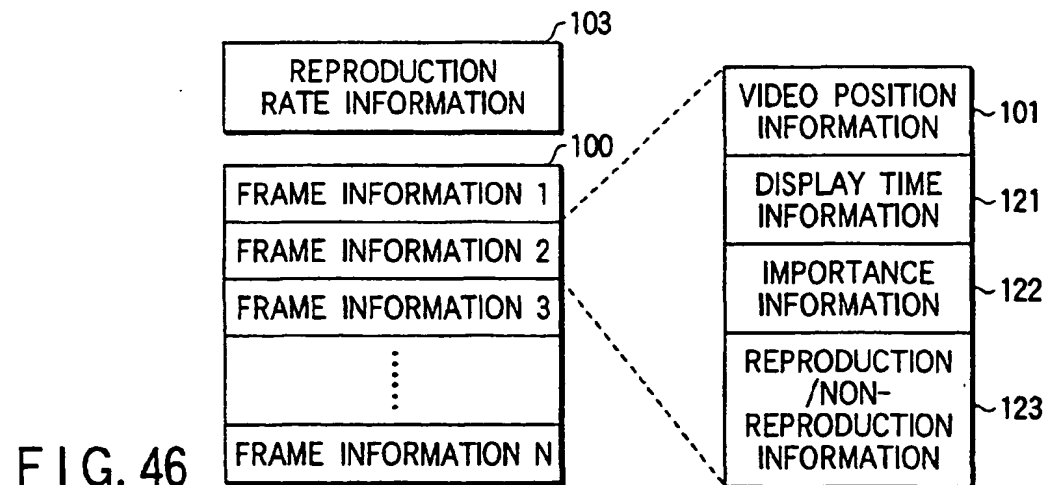 103
REPRODUCTION
RATE INFORMATION
100
FRAME INFORMATION 1
FRAME INFORMATION 2
FRAME INFORMATION 3
FRAME INFORMATION N
VIDEO POSITION
INFORMATION
101
DISPLAY TIME
INFORMATION
121
IMPORTANCE
INFORMATION
122
REPRODUCTION
/NON-
REPRODUCTION
INFORMATION
123
FIG. 46